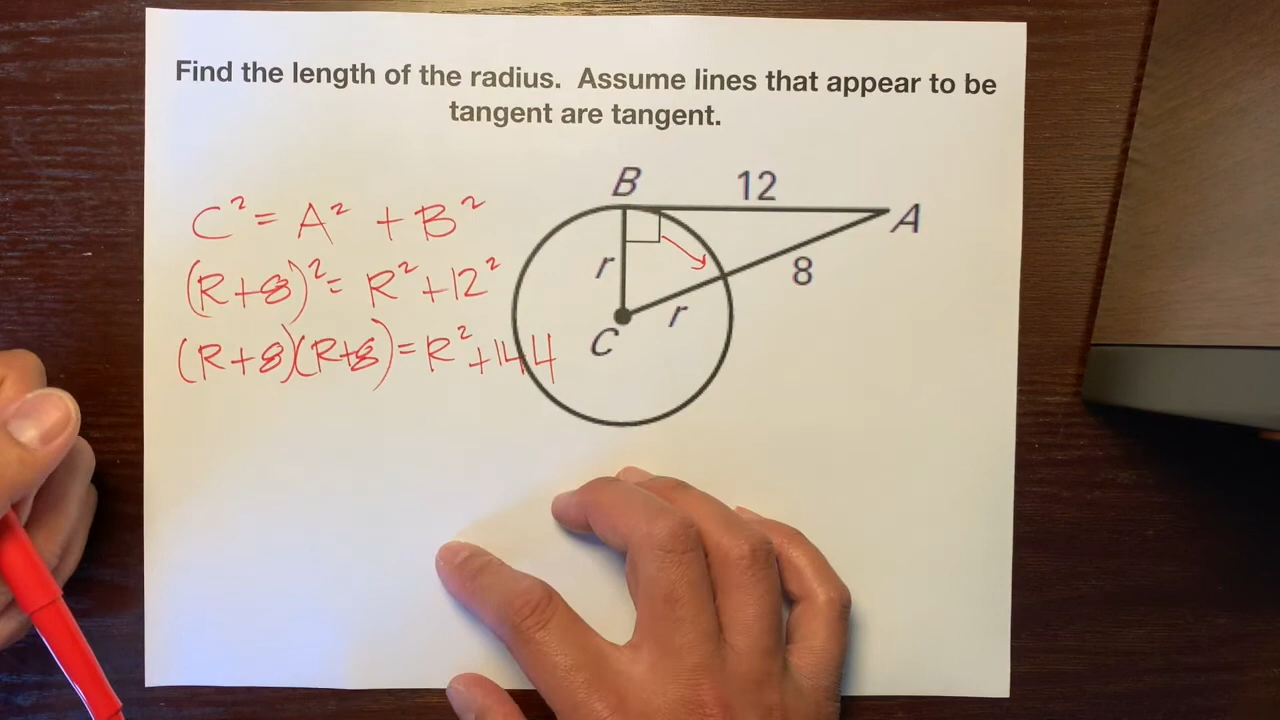 Find the length of the radius. Assume lines that appear to be
tangent are tangent.
C² = A² + B²
(R+8)² = R² + 12²
(R+8)(R+8) = R² + 144
B
12
A
r
8
r
C